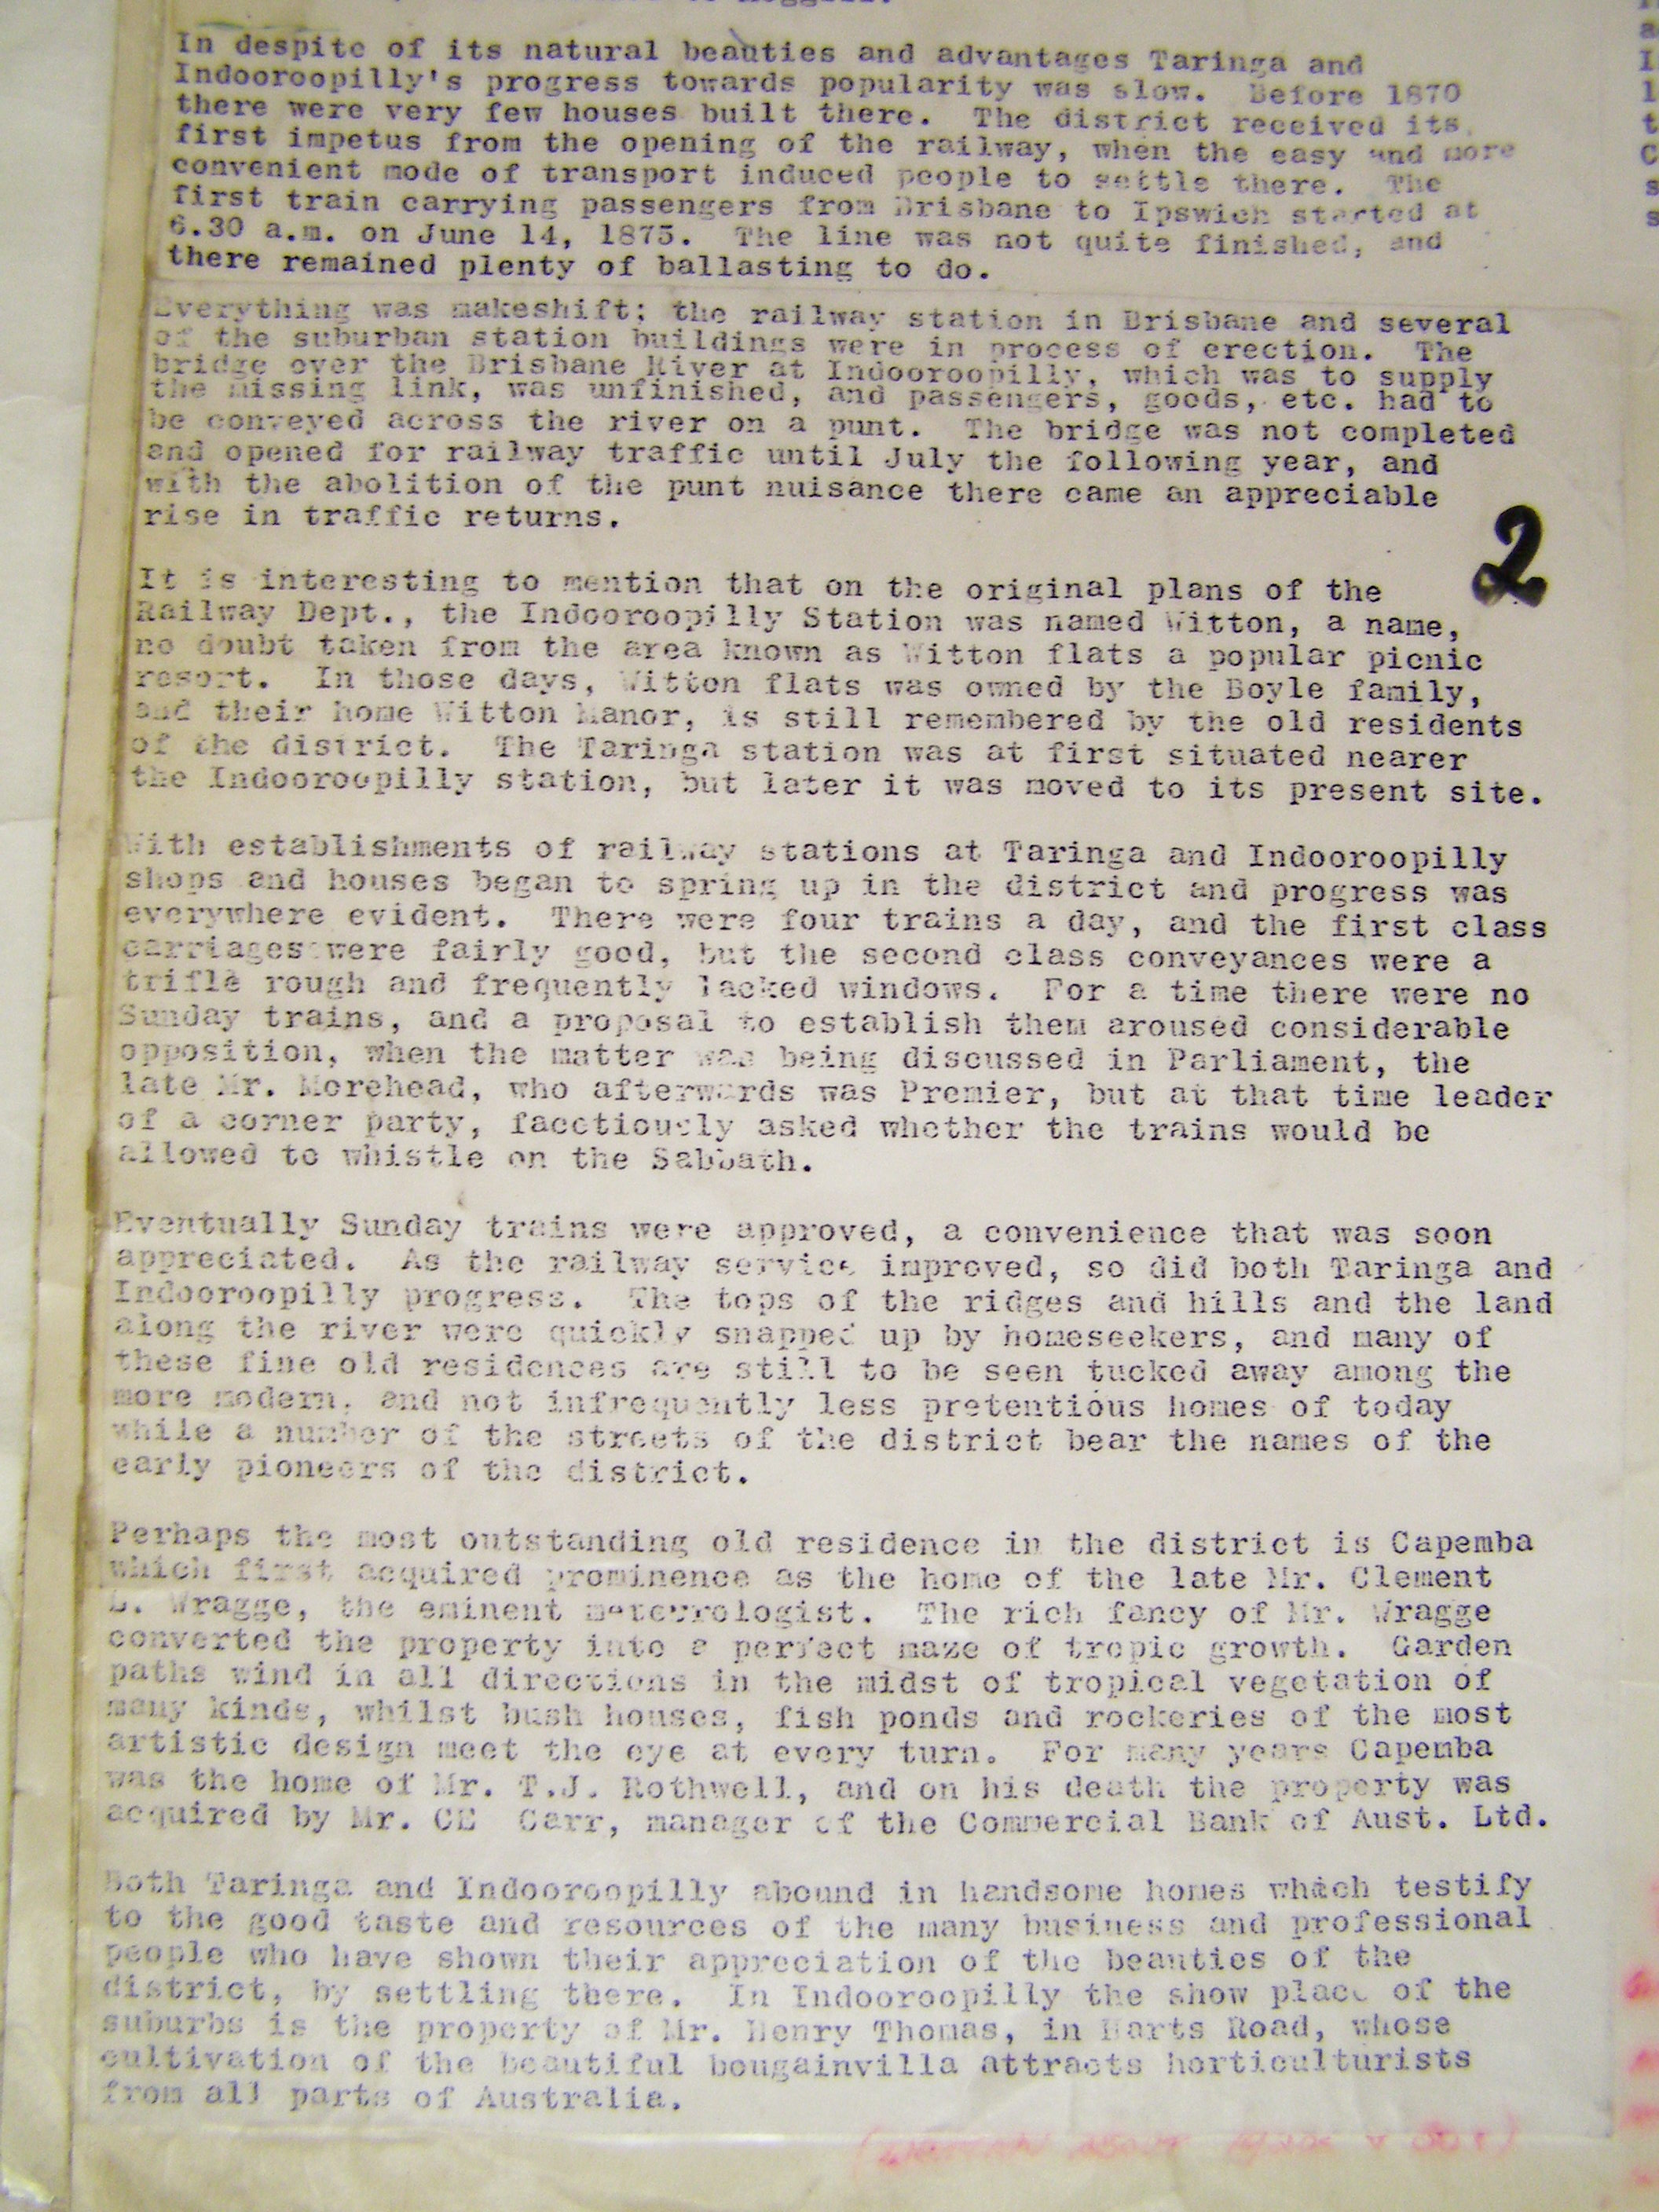 In despite of its natural beauties and advantages Taringa and
Indooroopilly's progress towards popularity was slow. Before 1870
there were very few houses built there. The district received its
first impetus from the opening of the railway, when the easy and more
convenient mode of transport induced people to settle there. The
first train carrying passengers from Brisbane to Ipswich started at
6.30 a.m. on June 14, 1875. The line was not quite finished, and
there remained plenty of ballasting to do.
Everything was makeshift; the railway station in Brisbane and several
of the suburban station buildings were in process of erection. The
bridge over the Brisbane River at Indooroopilly, which was to supply
the missing link, was unfinished, and passengers, goods, etc. had to
be conveyed across the river on a punt. The bridge was not completed
and opened for railway traffic until July the following year, and
with the abolition of the punt nuisance there came an appreciable
rise in traffic returns.
2
It is interesting to mention that on the original plans of the
Railway Dept., the Indooroopilly Station was named Witton, a name,
no doubt taken from the area known as Witton flats a popular picnic
resort. In those days, Witton flats was owned by the Boyle family,
and their home Witton Manor, is still remembered by the old residents
of the district. The Taringa station was at first situated nearer
the Indooroopilly station, but later it was moved to its present site.
With establishments of railway stations at Taringa and Indooroopilly
shops and houses began to spring up in the district and progress was
everywhere evident. There were four trains a day, and the first class
carriages were fairly good, but the second class conveyances were a
trifle rough and frequently lacked windows. For a time there were no
Sunday trains, and a proposal to establish them aroused considerable
opposition, when the matter was being discussed in Parliament, the
late Mr. Morehead, who afterwards was Premier, but at that time leader
of a corner party, facetiously asked whether the trains would be
allowed to whistle on the Sabbath.
Eventually Sunday trains were approved, a convenience that was soon
appreciated. As the railway service improved, so did both Taringa and
Indooroopilly progress. The tops of the ridges and hills and the land
along the river were quickly snapped up by homeseekers, and many of
these fine old residences are still to be seen tucked away among the
more modern, and not infrequently less pretentious homes of today
while a number of the streets of the district bear the names of the
early pioneers of the district.
Perhaps the most outstanding old residence in the district is Capemba
which first acquired prominence as the home of the late Mr. Clement
L. Wragge, the eminent meteorologist. The rich fancy of Mr. Wragge
converted the property into a perfect maze of tropic growth. Garden
paths wind in all directions in the midst of tropical vegetation of
many kinds, whilst bush houses, fish ponds and rockeries of the most
artistic design meet the eye at every turn. For many years Capemba
was the home of Mr. T.J. Rothwell, and on his death the property was
acquired by Mr. CE Carr, manager of the Commercial Bank of Aust. Ltd.
Both Taringa and Indooroopilly abound in handsome homes which testify
to the good taste and resources of the many business and professional
people who have shown their appreciation of the beauties of the
district, by settling there. In Indooroopilly the show place of the
suburbs is the property of Mr. Henry Thomas, in Harts Road, whose
cultivation of the beautiful bougainvilla attracts horticulturists
from all parts of Australia.